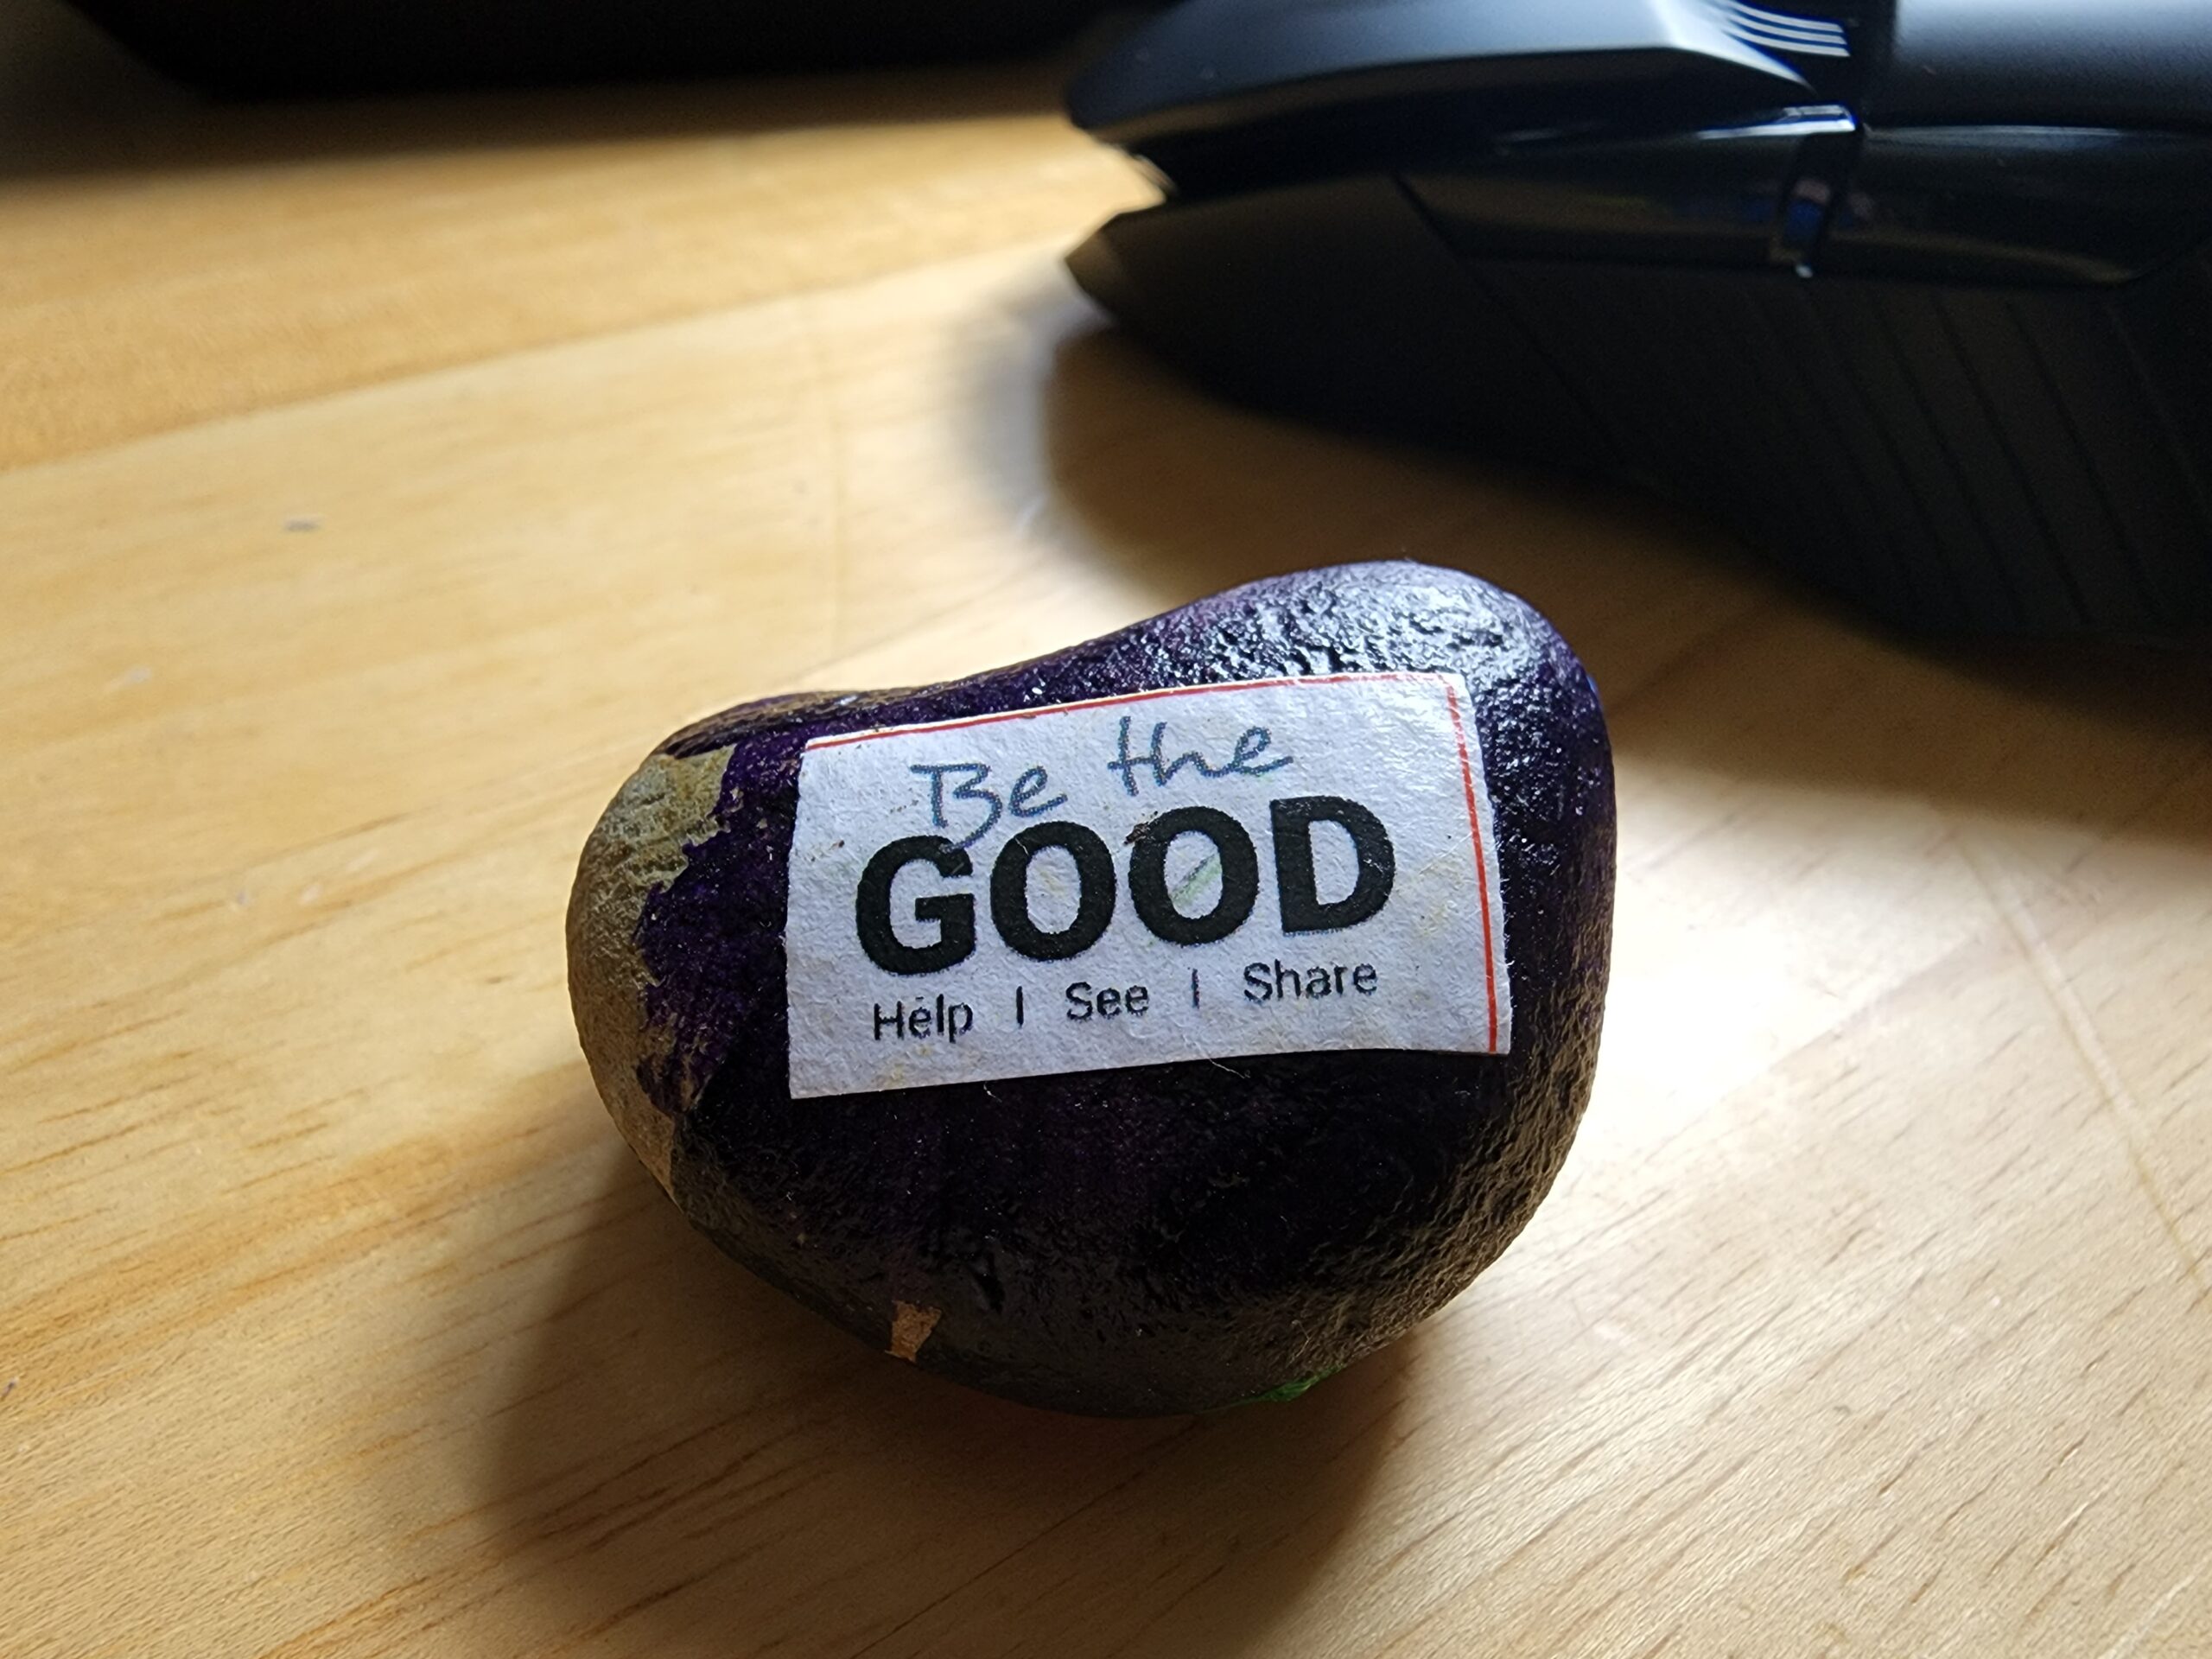 Be the
GOOD
Help | See | Share